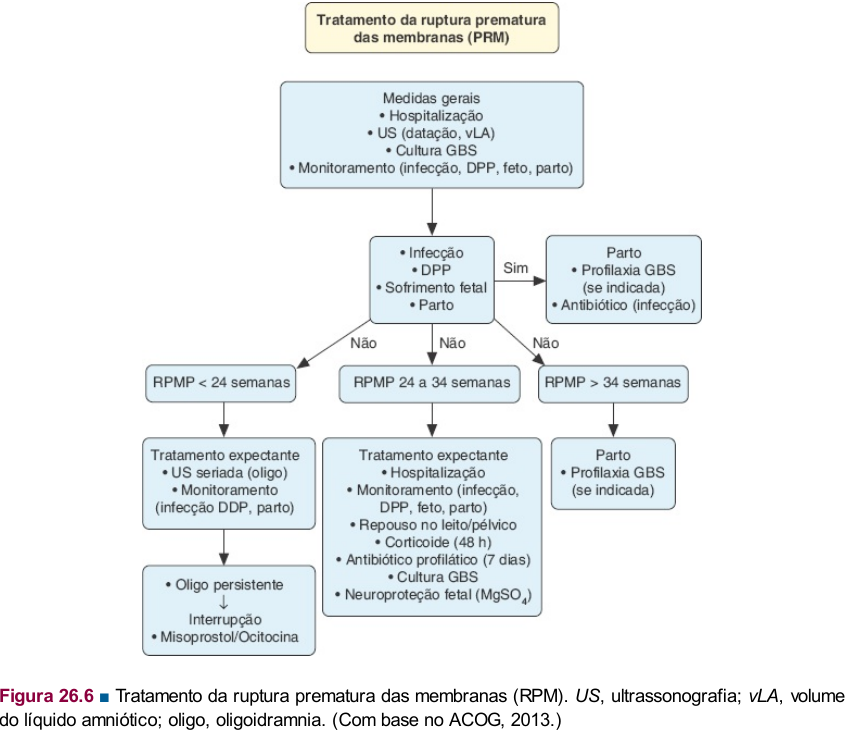 Tratamento da ruptura prematura
das membranas (PRM)
Medidas gerais
• Hospitalização
• US (datação, vLA)
• Cultura GBS
• Monitoramento (infecção, DPP, feto, parto)
• Infecção
• DPP
• Sofrimento fetal
• Parto
Sim
Parto
• Profilaxia GBS
(se indicada)
• Antibiótico (infecção)
Não
Não
Não
RPMP < 24 semanas
RPMP 24 a 34 semanas
RPMP > 34 semanas
Tratamento expectante
• US seriada (oligo)
• Monitoramento
(infecção DDP, parto)
Tratamento expectante
• Hospitalização
• Monitoramento (infecção,
DPP, feto, parto)
• Repouso no leito/pélvico
• Corticoide (48 h)
• Antibiótico profilático (7 dias)
• Cultura GBS
• Neuroproteção fetal (MgSO₄)
Parto
• Profilaxia GBS
(se indicada)
• Oligo persistente
↓
Interrupção
• Misoprostol/Ocitocina
Figura 26.6 ■ Tratamento da ruptura prematura das membranas (RPM). US, ultrassonografia; vLA, volume
do líquido amniótico; oligo, oligoidramnia. (Com base no ACOG, 2013.)